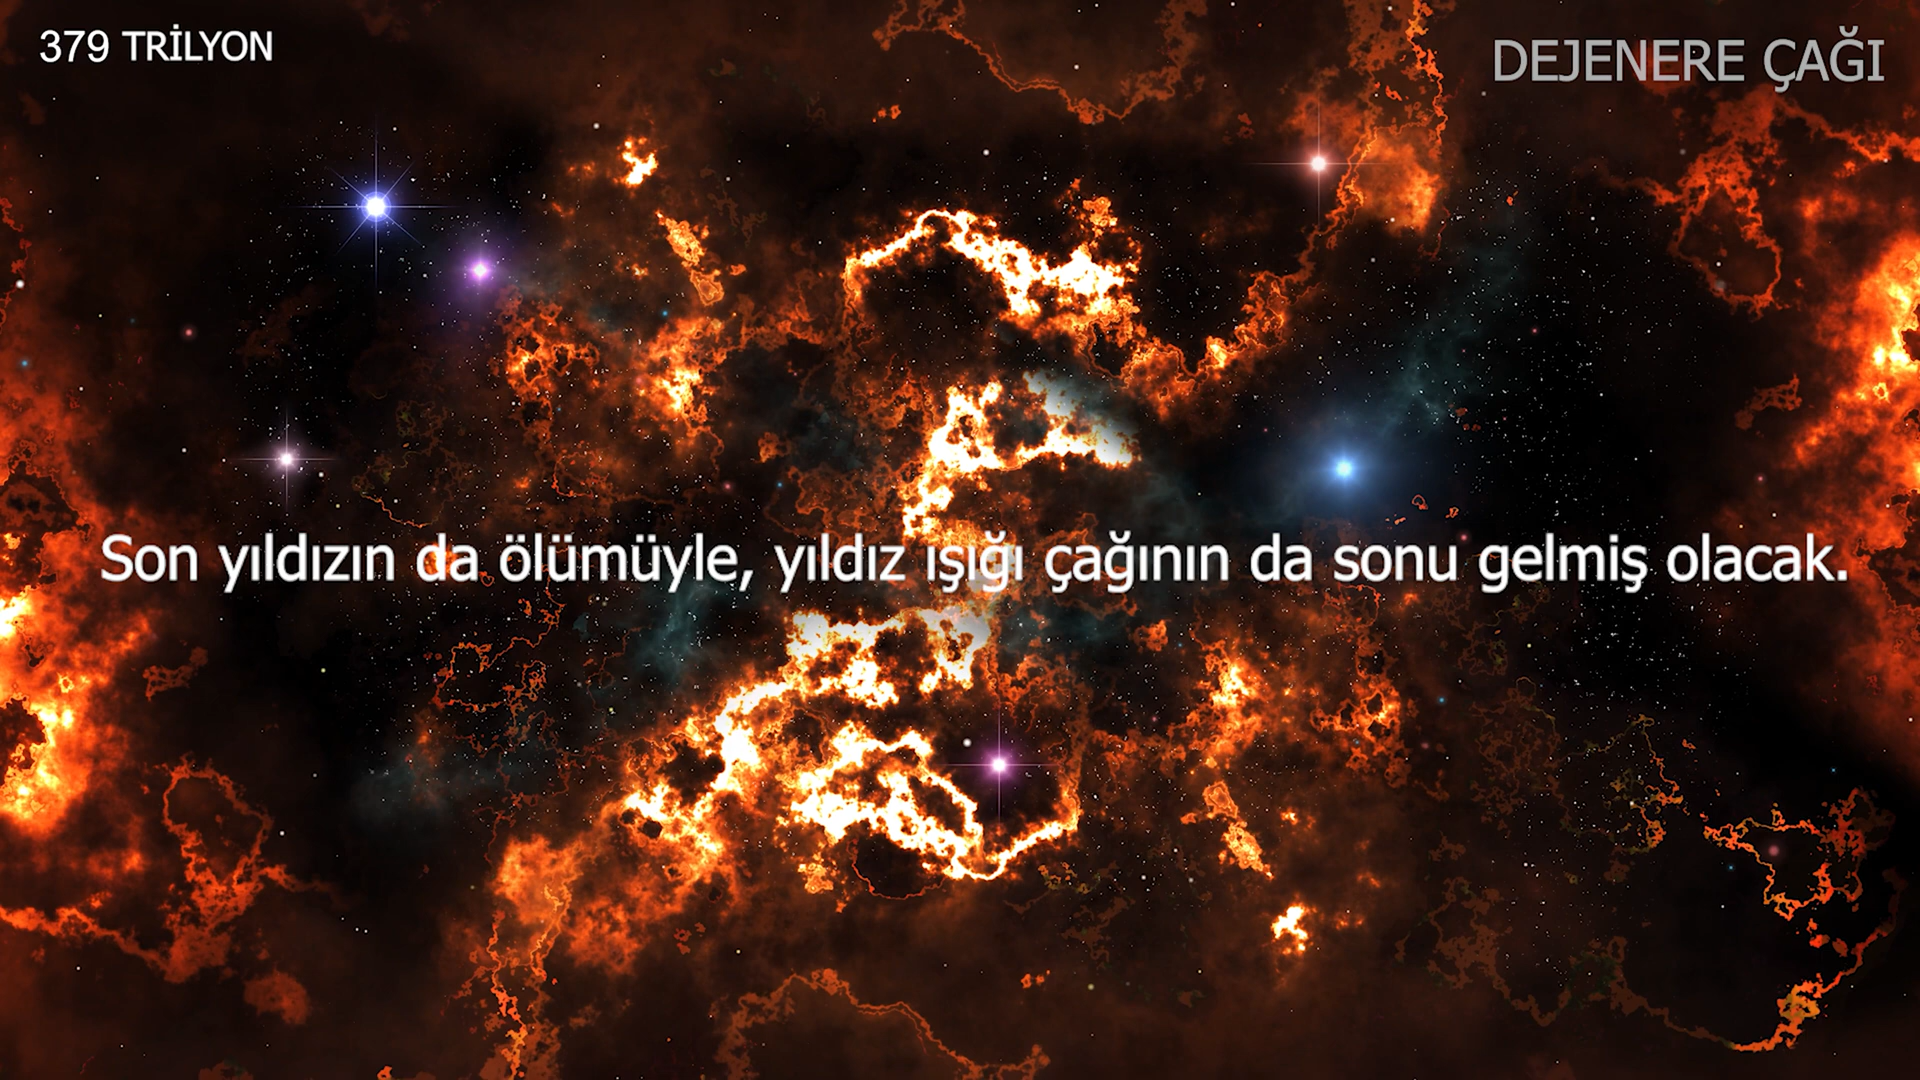 379 TRİLYON
DEJENERE ÇAĞI
Son yıldızın da ölümüyle, yıldız ışığı çağının da sonu gelmiş olacak.